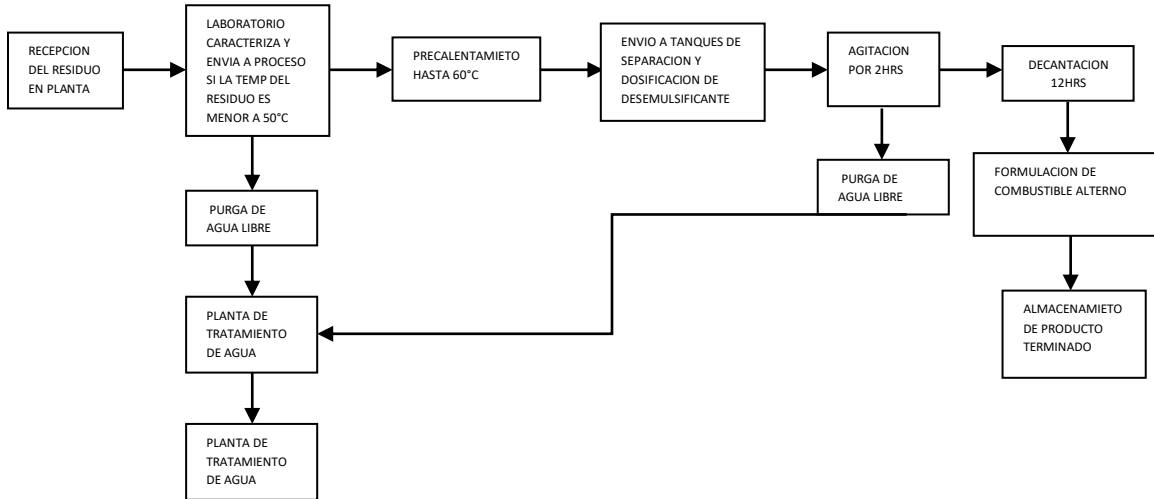 RECEPCION
DEL RESIDUO
EN PLANTA
LABORATORIO
CARACTERIZA Y
ENVIA A PROCESO
SI LA TEMP DEL
RESIDUO ES
MENOR A 50°C
PRECALENTAMIETO
HASTA 60°C
ENVIO A TANQUES DE
SEPARACION Y
DOSIFICACION DE
DESEMULSIFICANTE
AGITACION
POR 2HRS
DECANTACION
12HRS
PURGA DE
AGUA LIBRE
PURGA DE
AGUA LIBRE
FORMULACION DE
COMBUSTIBLE ALTERNO
PLANTA DE
TRATAMIENTO
DE AGUA
ALMACENAMIETO
DE PRODUCTO
TERMINADO
PLANTA DE
TRATAMIENTO
DE AGUA